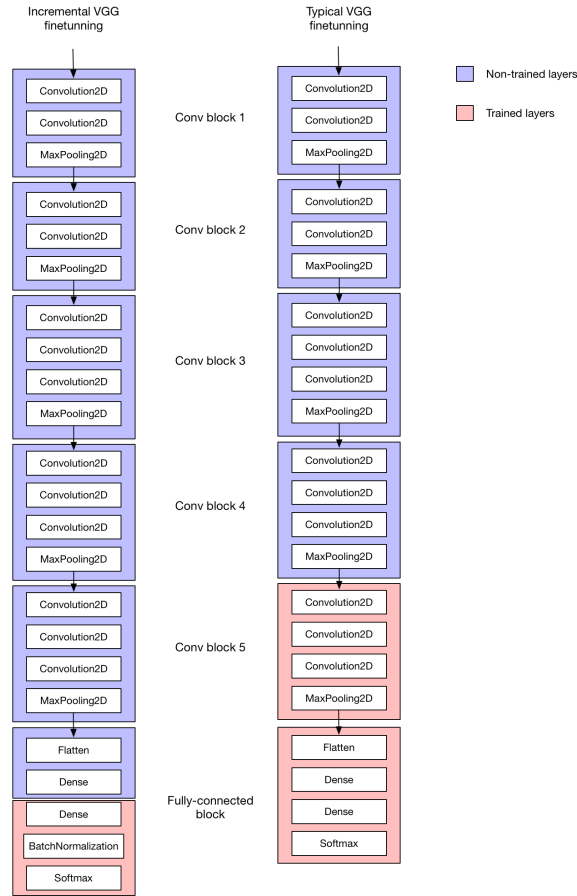 Incremental VGG
finetunning
Convolution2D
Convolution2D
MaxPooling2D
Convolution2D
Convolution2D
MaxPooling2D
Convolution2D
Convolution2D
Convolution2D
MaxPooling2D
Convolution2D
Convolution2D
Convolution2D
MaxPooling2D
Convolution2D
Convolution2D
Convolution2D
MaxPooling2D
Flatten
Dense
Dense
BatchNormalization
Softmax
Conv block 1
Conv block 2
Conv block 3
Conv block 4
Conv block 5
Fully-connected
block
Typical VGG
finetunning
Convolution2D
Convolution2D
MaxPooling2D
Convolution2D
Convolution2D
MaxPooling2D
Convolution2D
Convolution2D
Convolution2D
MaxPooling2D
Convolution2D
Convolution2D
Convolution2D
MaxPooling2D
Convolution2D
Convolution2D
Convolution2D
MaxPooling2D
Flatten
Dense
Dense
Softmax
Non-trained layers
Trained layers